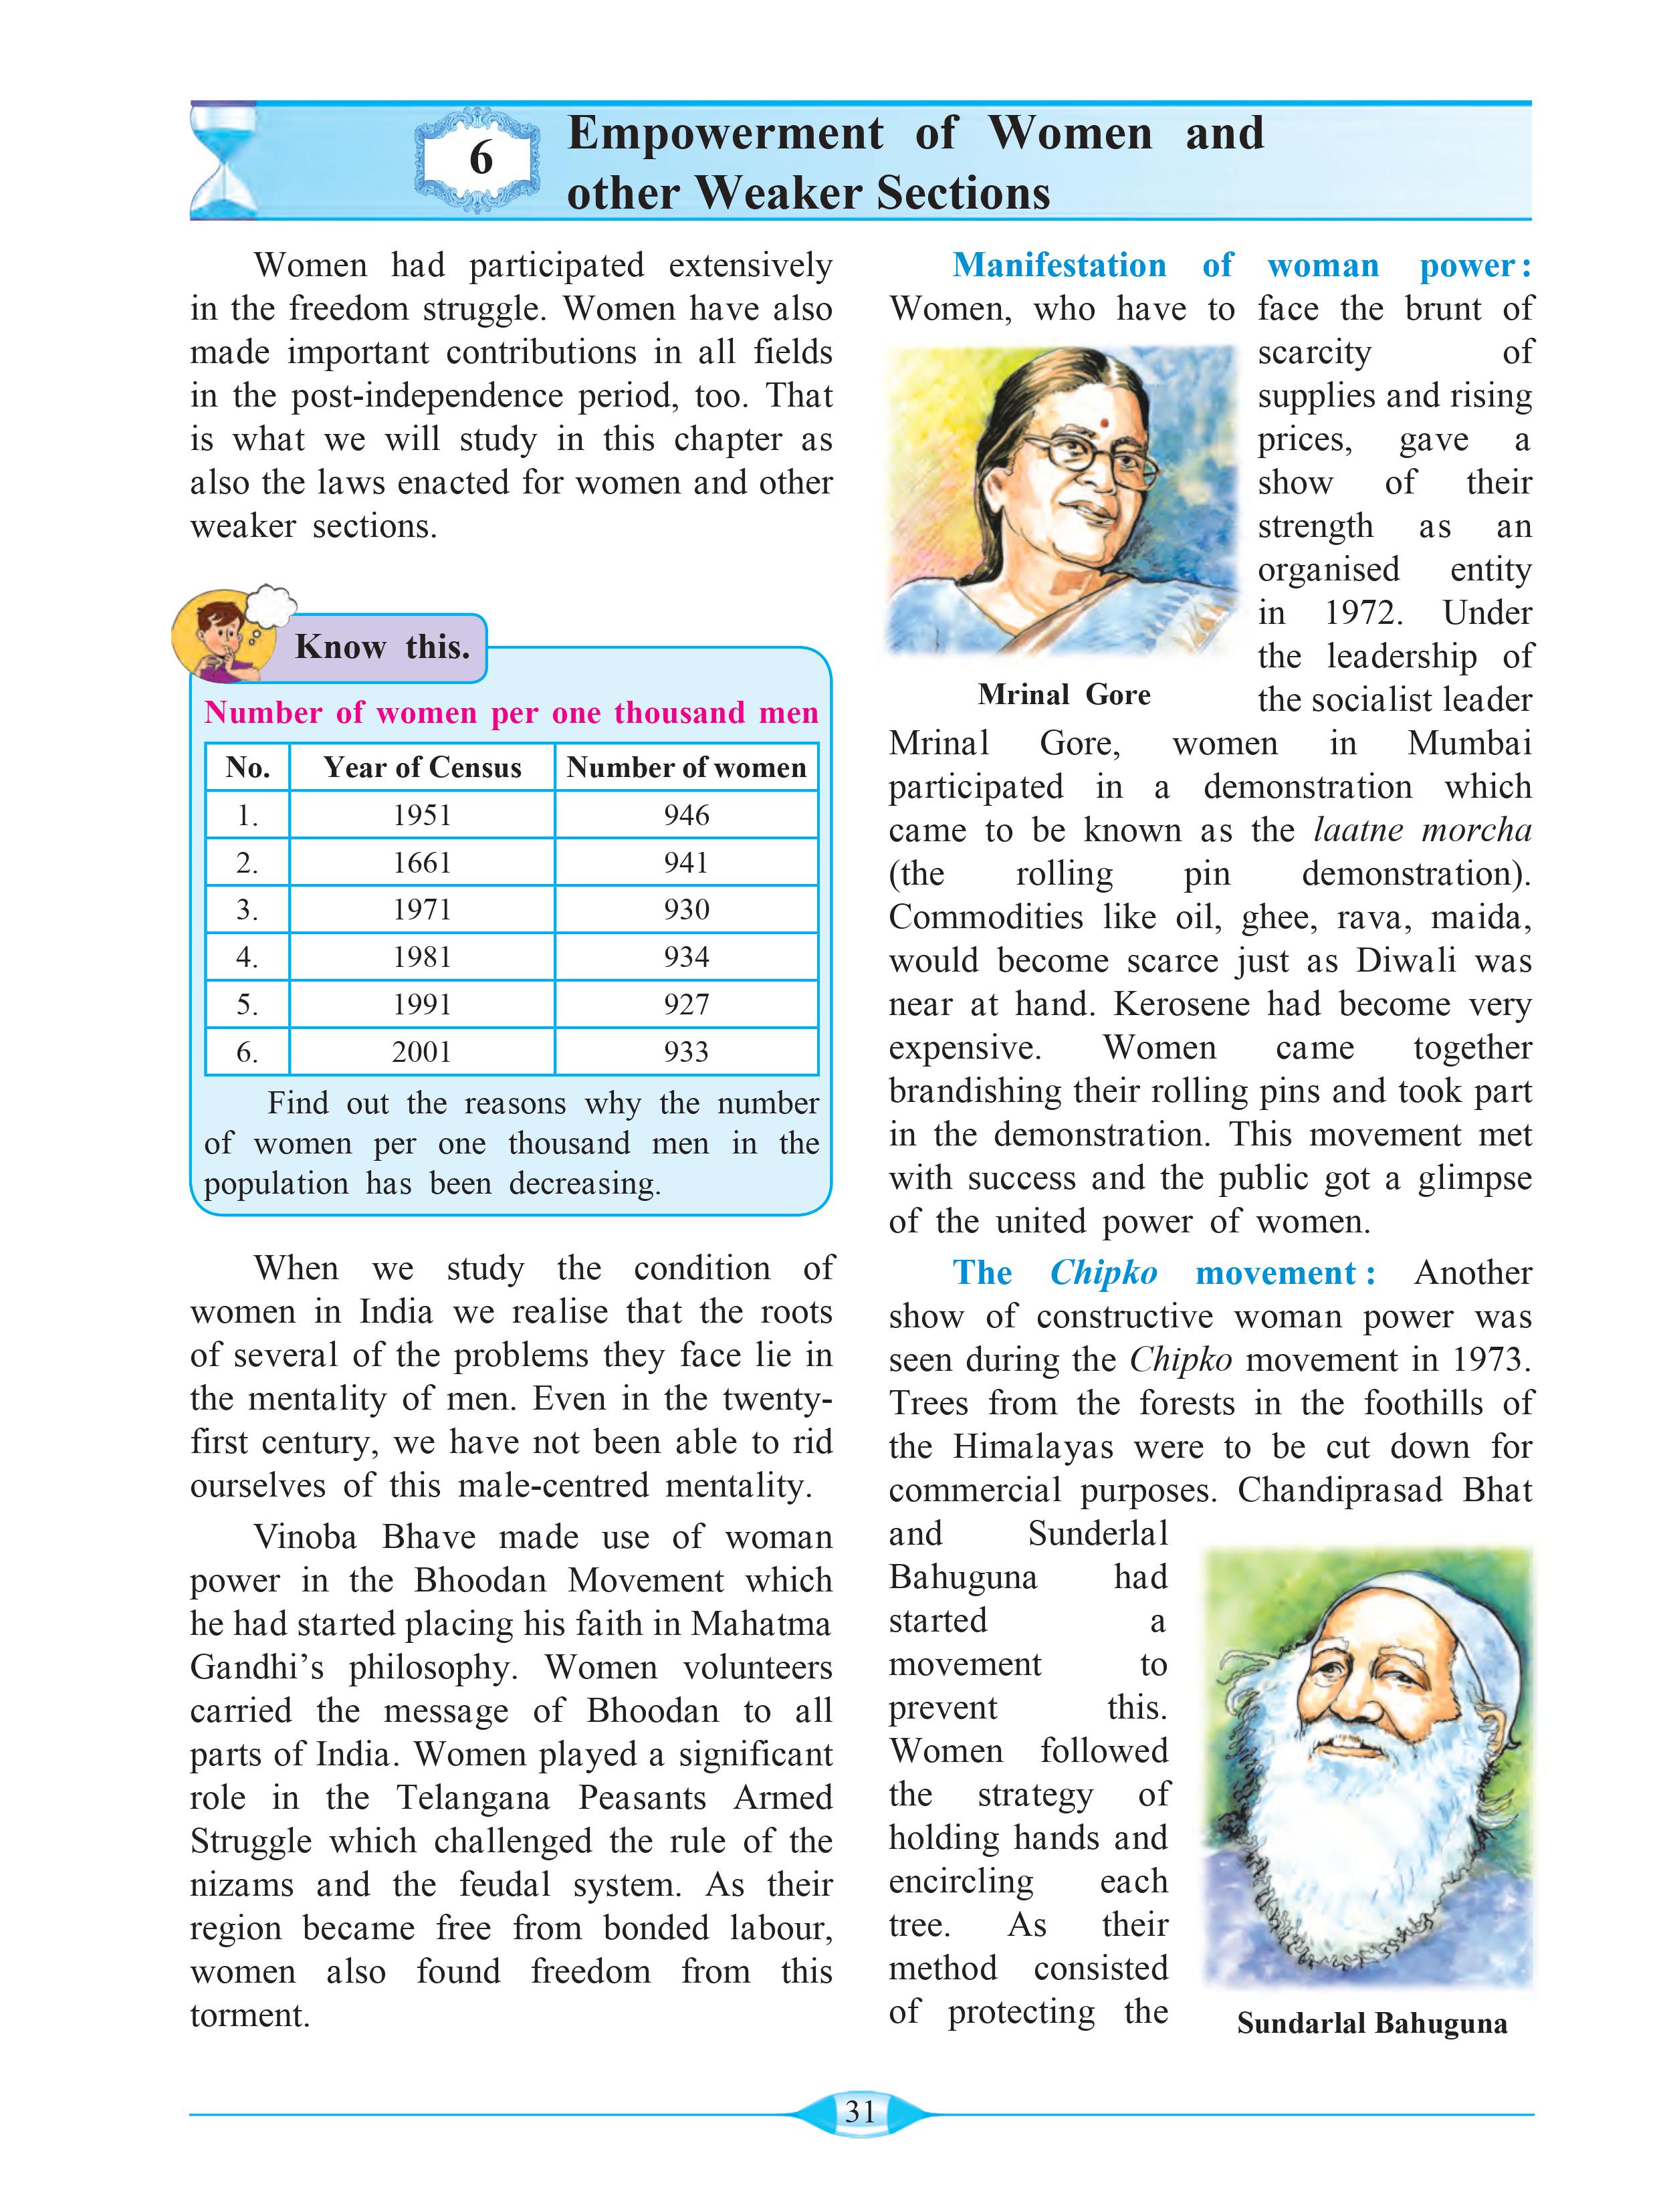 6
Empowerment of Women and
other Weaker Sections
Women had participated extensively
in the freedom struggle. Women have also
made important contributions in all fields
in the post-independence period, too. That
is what we will study in this chapter as
also the laws enacted for women and other
weaker sections.
Know this.
Number of women per one thousand men
No. Year of Census Number of women
1. 1951 946
2. 1661 941
3. 1971 930
4. 1981 934
5. 1991 927
6. 2001 933
Find out the reasons why the number
of women per one thousand men in the
population has been decreasing.
When we study the condition of
women in India we realise that the roots
of several of the problems they face lie in
the mentality of men. Even in the twenty-
first century, we have not been able to rid
ourselves of this male-centred mentality.
Vinoba Bhave made use of woman
power in the Bhoodan Movement which
he had started placing his faith in Mahatma
Gandhi’s philosophy. Women volunteers
carried the message of Bhoodan to all
parts of India. Women played a significant
role in the Telangana Peasants Armed
Struggle which challenged the rule of the
nizams and the feudal system. As their
region became free from bonded labour,
women also found freedom from this
torment.
Manifestation of woman power :
Women, who have to face the brunt of
scarcity of
supplies and rising
prices, gave a
show of their
strength as an
organised entity
in 1972. Under
the leadership of
the socialist leader
Mrinal Gore
Mrinal Gore, women in Mumbai
participated in a demonstration which
came to be known as the laatne morcha
(the rolling pin demonstration).
Commodities like oil, ghee, rava, maida,
would become scarce just as Diwali was
near at hand. Kerosene had become very
expensive. Women came together
brandishing their rolling pins and took part
in the demonstration. This movement met
with success and the public got a glimpse
of the united power of women.
The Chipko movement : Another
show of constructive woman power was
seen during the Chipko movement in 1973.
Trees from the forests in the foothills of
the Himalayas were to be cut down for
commercial purposes. Chandiprasad Bhat
and Sunderlal
Bahuguna had
started a
movement to
prevent this.
Women followed
the strategy of
holding hands and
encircling each
tree. As their
method consisted
of protecting the
Sundarlal Bahuguna
31